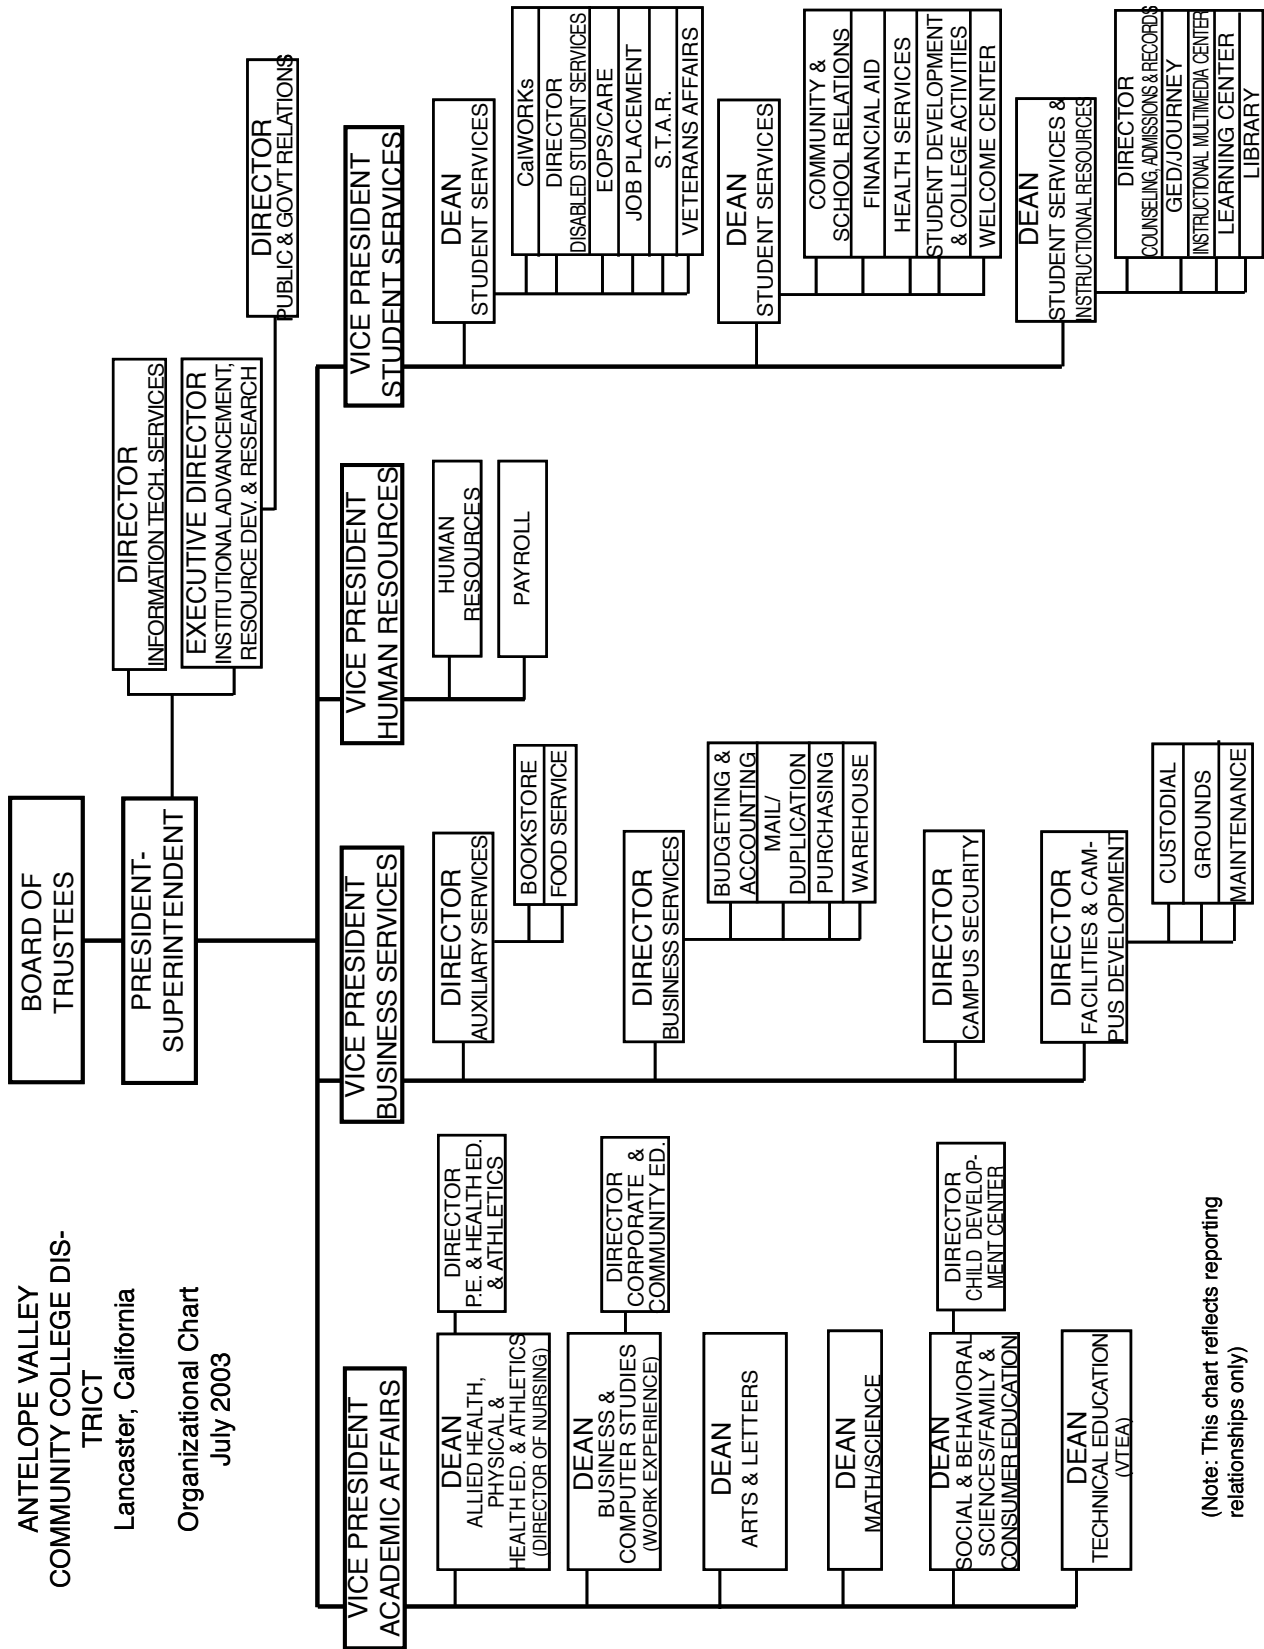 ANTELOPE VALLEY
COMMUNITY COLLEGE DIS-
TRICT
Lancaster, California
Organizational Chart
July 2003
BOARD OF
TRUSTEES
PRESIDENT-
SUPERINTENDENT
DIRECTOR
INFORMATION TECH. SERVICES
EXECUTIVE DIRECTOR
INSTITUTIONAL ADVANCEMENT,
RESOURCE DEV. & RESEARCH
DIRECTOR
PUBLIC & GOV'T RELATIONS
VICE PRESIDENT
ACADEMIC AFFAIRS
DEAN
ALLIED HEALTH,
PHYSICAL &
HEALTH ED. & ATHLETICS
(DIRECTOR OF NURSING)
DIRECTOR
P.E. & HEALTH ED.
& ATHLETICS
DEAN
BUSINESS &
COMPUTER STUDIES
(WORK EXPERIENCE)
DIRECTOR
CORPORATE &
COMMUNITY ED.
DEAN
ARTS & LETTERS
DEAN
MATH/SCIENCE
DEAN
SOCIAL & BEHAVIORAL
SCIENCES/FAMILY &
CONSUMER EDUCATION
DIRECTOR
CHILD DEVELOP-
MENT CENTER
DEAN
TECHNICAL EDUCATION
(VTEA)
VICE PRESIDENT
BUSINESS SERVICES
DIRECTOR
AUXILIARY SERVICES
BOOKSTORE
FOOD SERVICE
DIRECTOR
BUSINESS SERVICES
BUDGETING &
ACCOUNTING
MAIL/
DUPLICATION
PURCHASING
WAREHOUSE
DIRECTOR
CAMPUS SECURITY
DIRECTOR
FACILITIES & CAM-
PUS DEVELOPMENT
CUSTODIAL
GROUNDS
MAINTENANCE
VICE PRESIDENT
HUMAN RESOURCES
HUMAN
RESOURCES
PAYROLL
VICE PRESIDENT
STUDENT SERVICES
DEAN
STUDENT SERVICES
CalWORKs
DIRECTOR
DISABLED STUDENT SERVICES
EOPS/CARE
JOB PLACEMENT
S.T.A.R.
VETERANS AFFAIRS
DEAN
STUDENT SERVICES
COMMUNITY &
SCHOOL RELATIONS
FINANCIAL AID
HEALTH SERVICES
STUDENT DEVELOPMENT
& COLLEGE ACTIVITIES
WELCOME CENTER
DEAN
STUDENT SERVICES &
INSTRUCTIONAL RESOURCES
DIRECTOR
COUNSELING, ADMISSIONS & RECORDS
GED/JOURNEY
INSTRUCTIONAL MULTIMEDIA CENTER
LEARNING CENTER
LIBRARY
(Note: This chart reflects reporting
relationships only)